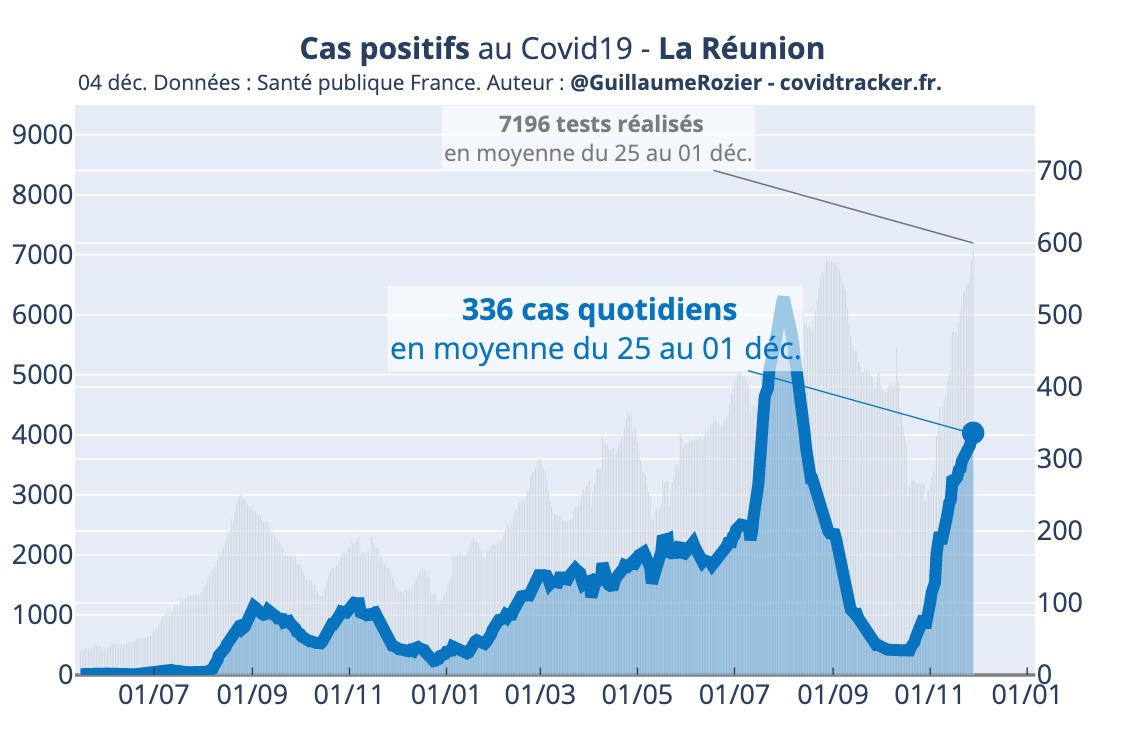 Cas positifs au Covid19 - La Réunion
04 déc. Données : Santé publique France. Auteur : @GuillaumeRozier - covidtracker.fr.
7196 tests réalisés
en moyenne du 25 au 01 déc.
336 cas quotidiens
en moyenne du 25 au 01 déc.
9000
8000
7000
6000
5000
4000
3000
2000
1000
0
700
600
500
400
300
200
100
0
01/07 01/09 01/11 01/01 01/03 01/05 01/07 01/09 01/11 01/01